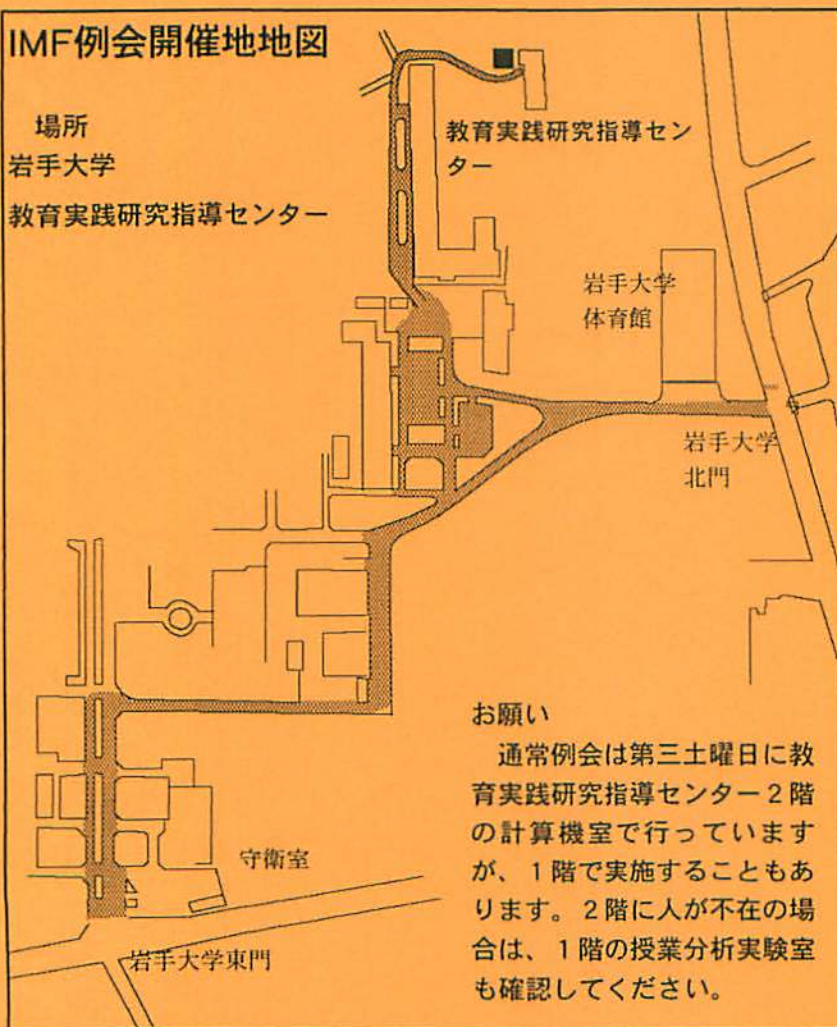 IMF例会開催地地図
場所
岩手大学
教育実践研究指導センター
教育実践研究指導セン
ター
岩手大学
体育館
岩手大学
北門
お願い
通常例会は第三土曜日に教
育実践研究指導センター2階
の計算機室で行っています
が、1階で実施することもあ
ります。2階に人が不在の場
合は、1階の授業分析実験室
も確認してください。
守衛室
岩手大学東門